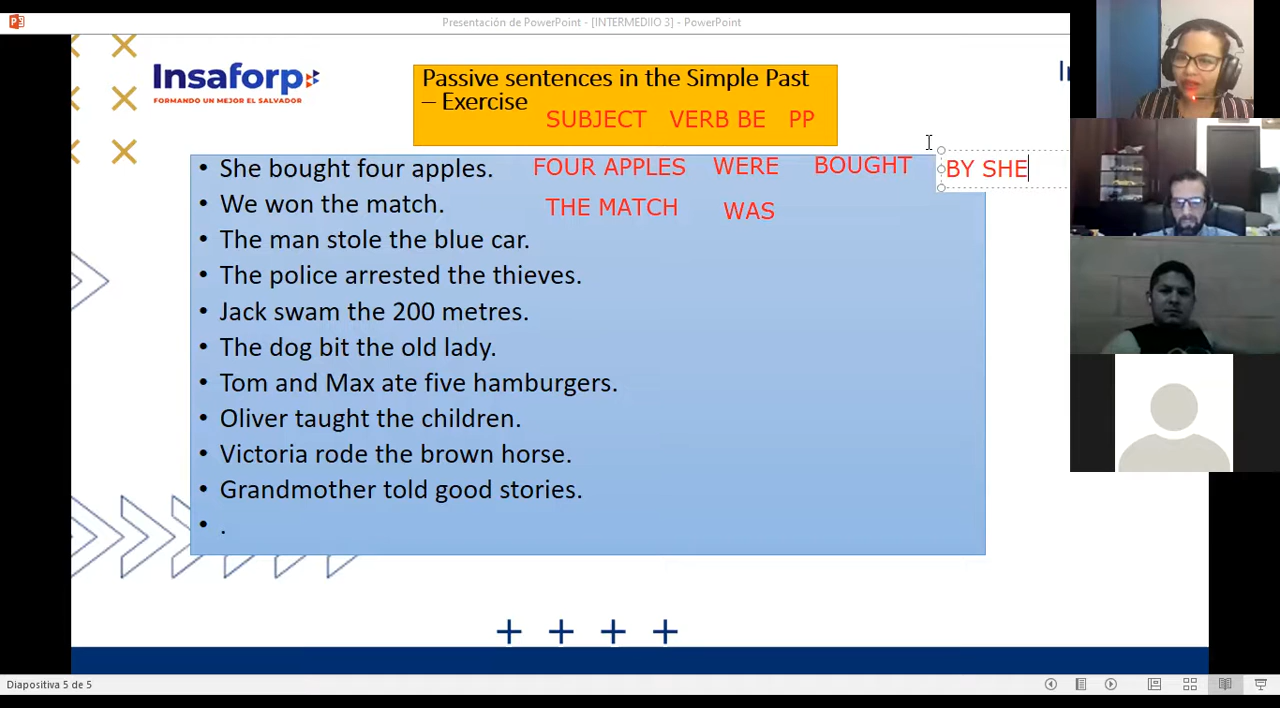 Presentación de PowerPoint - [INTERMEDIIO 3] - PowerPoint
Insaforp
FORMANDO UN MEJOR EL SALVADOR
Passive sentences in the Simple Past
– Exercise
SUBJECT VERB BE PP
• She bought four apples. FOUR APPLES WERE BOUGHT BY SHE
• We won the match. THE MATCH WAS
• The man stole the blue car.
• The police arrested the thieves.
• Jack swam the 200 metres.
• The dog bit the old lady.
• Tom and Max ate five hamburgers.
• Oliver taught the children.
• Victoria rode the brown horse.
• Grandmother told good stories.
• .
Diapositiva 5 de 5